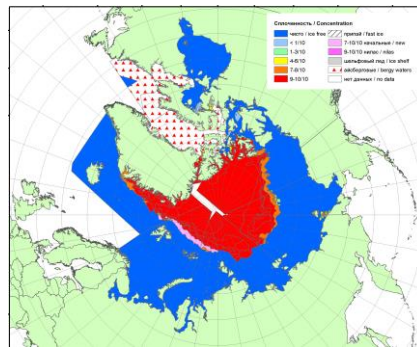 Сплоченность / Concentration
чисто / ice free
< 1/10
1-3/10
4-6/10
7-8/10
9-10/10
припай / Fast ice
7-10/10 начальные / new
9-10/10 нилас / nilas
шельфовый лед / ice shelf
айсберговые / bergy waters
нет данных / no data